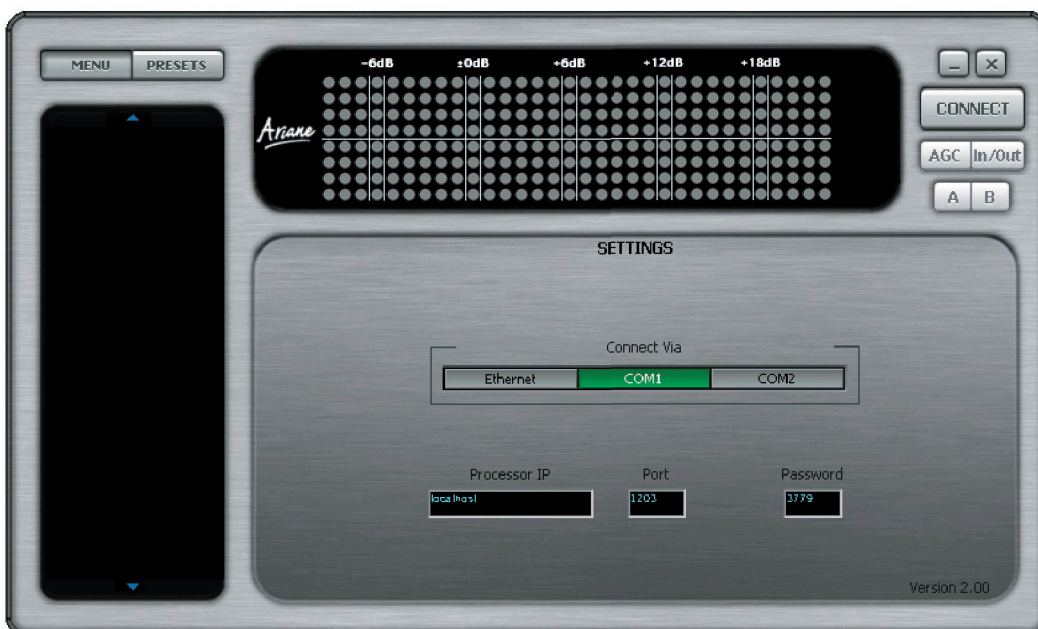 MENU PRESETS
-6dB ±0dB +6dB +12dB +18dB
Ariane
CONNECT
AGC In/Out
A B
SETTINGS
Connect Via
Ethernet COM1 COM2
Processor IP Port Password
localhost 1203 3779
Version 2.00